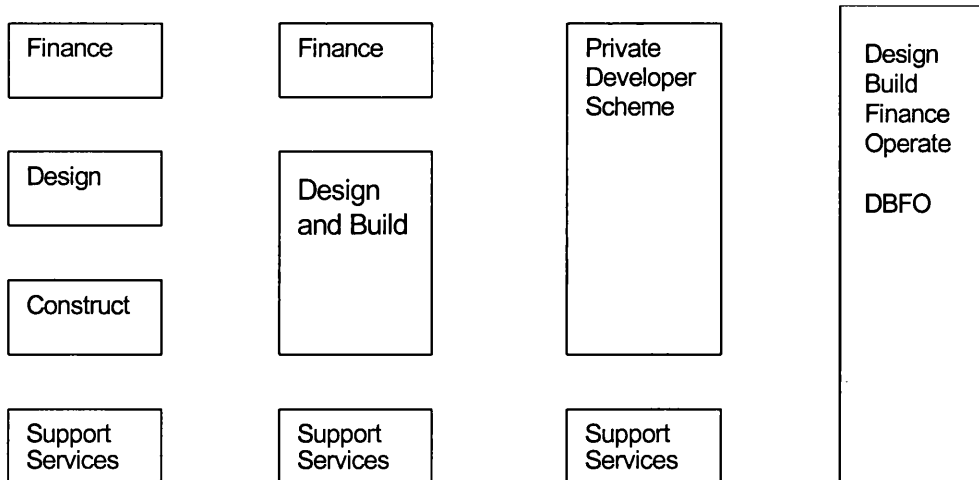 Finance
Design
Construct
Support
Services
Finance
Design
and Build
Support
Services
Private
Developer
Scheme
Support
Services
Design
Build
Finance
Operate
DBFO